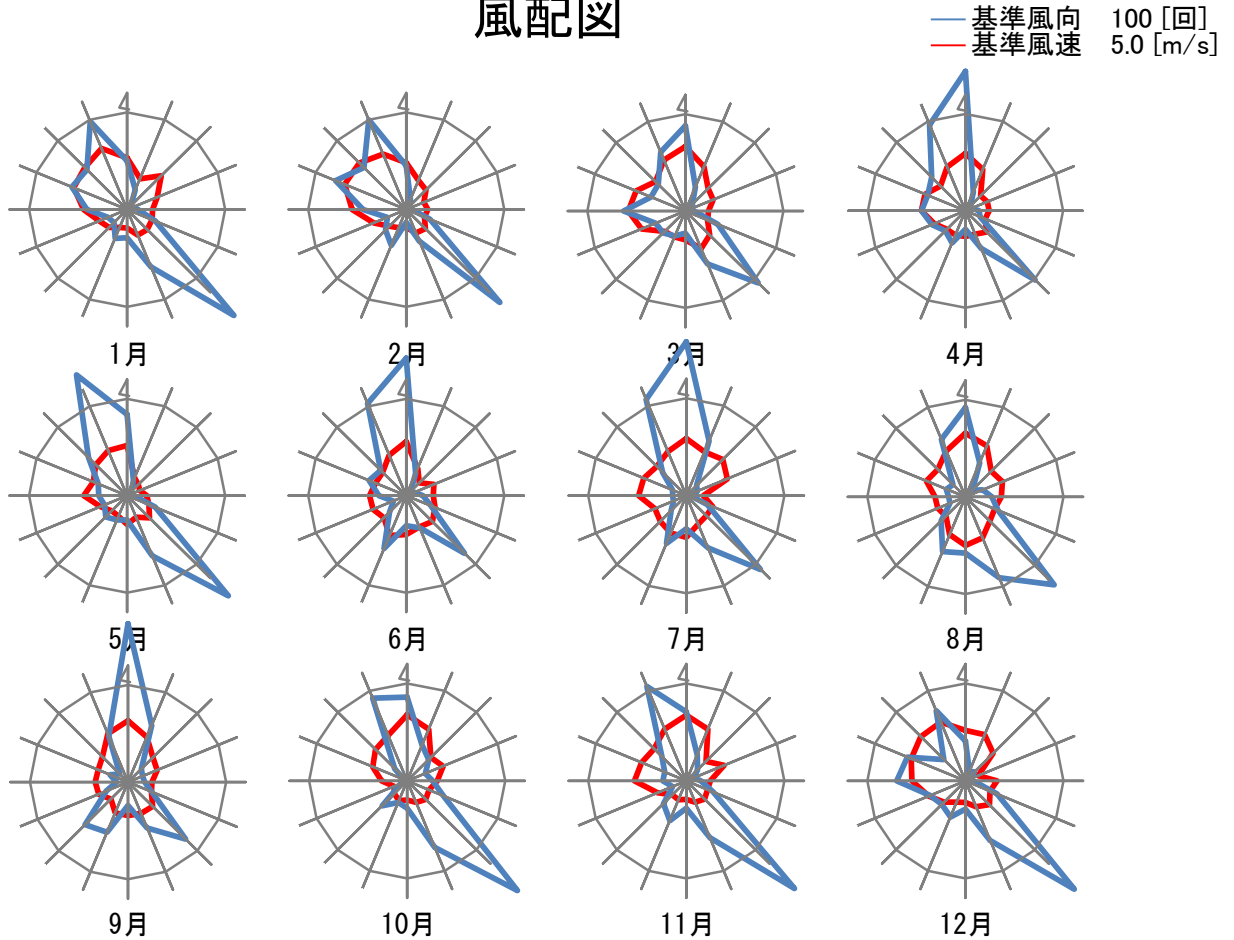 風配図
基準風向 100 [回]
基準風速 5.0 [m/s]
1月
2月
3月
4月
5月
6月
7月
8月
9月
10月
11月
12月